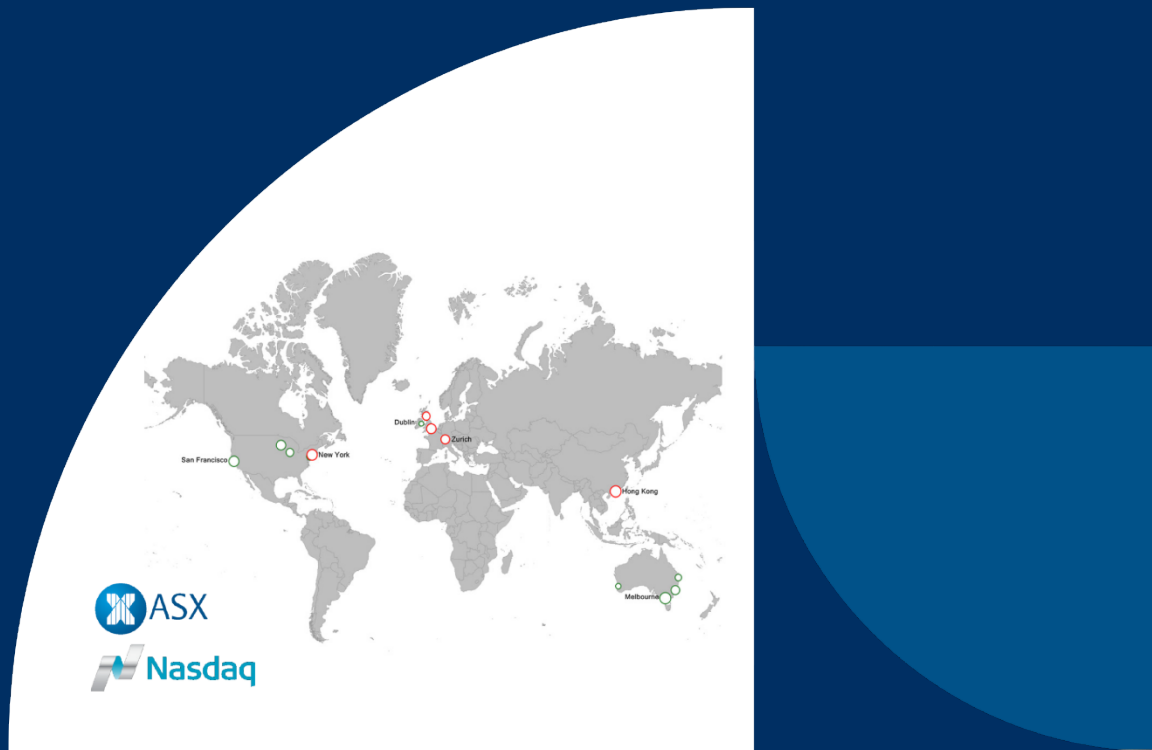 Dublin
Zurich
San Francisco
New York
Hong Kong
Melbourne
ASX
Nasdaq